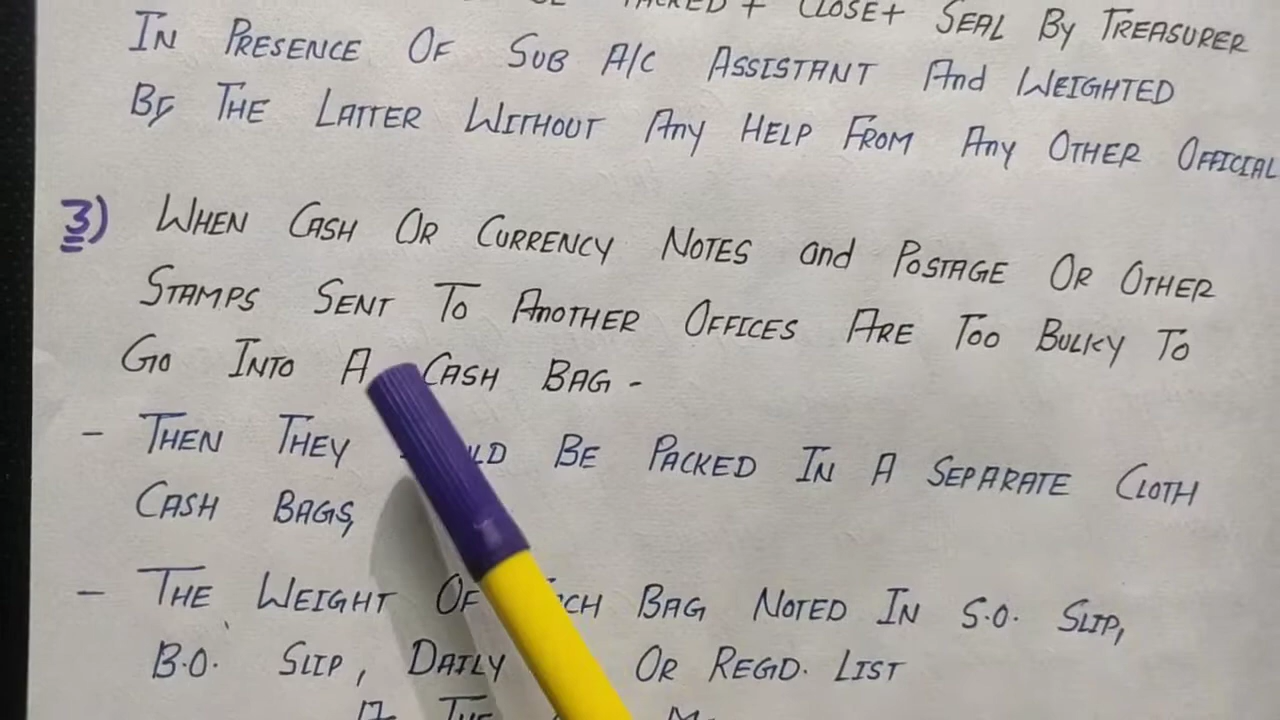 PACKED + CLOSE+ SEAL BY TREASURER
IN PRESENCE OF SUB A/C ASSISTANT And WEIGHTED
By THE LATTER WITHOUT Any HELP FROM Any OTHER OFFICIAL
3) WHEN CASH OR CURRENCY NOTES and POSTAGE OR OTHER
STAMPS SENT TO ANOTHER OFFICES ARE TOO BULKY TO
GO INTO A CASH BAG -
- THEN THEY BE PACKED IN A SEPARATE CLOTH
CASH BAGS,
- THE WEIGHT OF BAG NOTED IN S.O. SLIP,
B.O. SLIP, DAILY OR REGD. LIST